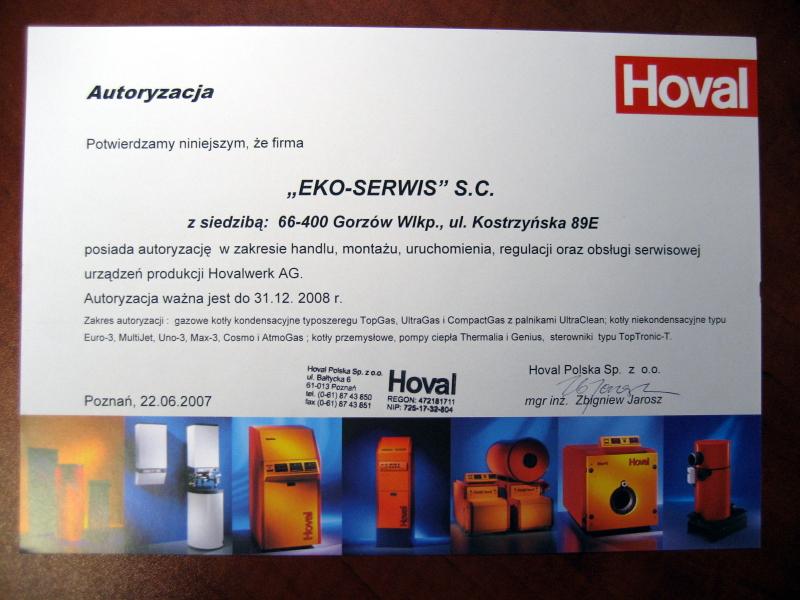 Hoval
Autoryzacja
Potwierdzamy niniejszym, że firma
„EKO-SERWIS” S.C.
z siedzibą: 66-400 Gorzów Wlkp., ul. Kostrzyńska 89E
posiada autoryzację w zakresie handlu, montażu, uruchomienia, regulacji oraz obsługi serwisowej
urządzeń produkcji Hovalwerk AG.
Autoryzacja ważna jest do 31.12. 2008 r.
Zakres autoryzacji : gazowe kotły kondensacyjne typoszeregu TopGas, UltraGas i CompactGas z palnikami UltraClean; kotły niekondensacyjne typu
Euro-3, MultiJet, Uno-3, Max-3, Cosmo i AtmoGas ; kotły przemysłowe, pompy ciepła Thermalia i Genius, sterowniki typu TopTronic-T.
Hoval Polska Sp. z o.o.
ul. Bałtycka 6
61-013 Poznań
tel. (0-61) 87 43 850
fax (0-61) 87 43 851
Hoval
REGON: 472181711
NIP: 725-17-32-804
Hoval Polska Sp. z o.o.
mgr inż. Zbigniew Jarosz
Poznań, 22.06.2007
Hoval
Hoval
Hoval